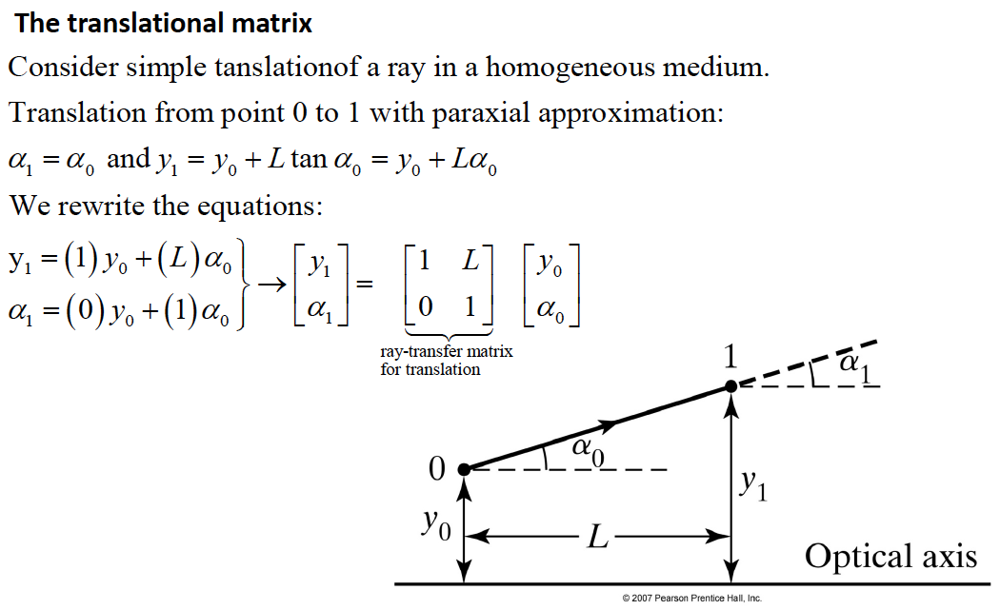 The translational matrix
Consider simple tanslationof a ray in a homogeneous medium.
Translation from point 0 to 1 with paraxial approximation:
α₁ = α₀ and y₁ = y₀ + L tan α₀ = y₀ + Lα₀
We rewrite the equations:
y₁ = (1) y₀ + (L) α₀
α₁ = (0) y₀ + (1) α₀
} → [y₁ α₁] = [1 L 0 1] [y₀ α₀]
ray-transfer matrix
for translation
1
α₁
0
α₀
y₁
y₀
L
Optical axis
© 2007 Pearson Prentice Hall, Inc.